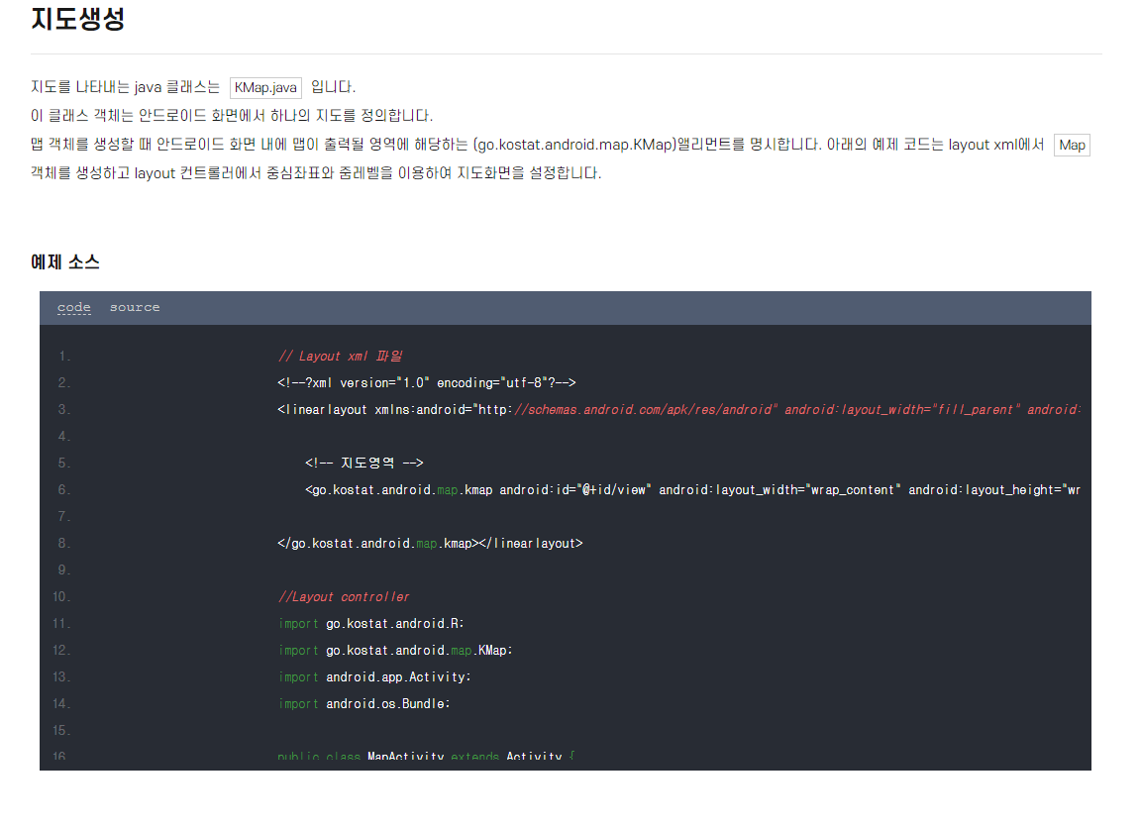 지도생성
지도를 나타내는 java 클래스는 KMap.java 입니다.
이 클래스 객체는 안드로이드 화면에서 하나의 지도를 정의합니다.
맵 객체를 생성할 때 안드로이드 화면 내에 맵이 출력될 영역에 해당하는 (go.kostat.android.map.KMap)앨리먼트를 명시합니다. 아래의 예제 코드는 layout xml에서 Map
객체를 생성하고 layout 컨트롤러에서 중심좌표와 줌레벨을 이용하여 지도화면을 설정합니다.
예제 소스
code source
1. // Layout xml 파일
2. <!--?xml version="1.0" encoding="utf-8"?-->
3. <linearlayout xmlns:android="http://schemas.android.com/apk/res/android" android:layout_width="fill_parent" android:
4.
5. <!-- 지도영역 -->
6. <go.kostat.android.map.kmap android:id="@+id/view" android:layout_width="wrap_content" android:layout_height="wr
7.
8. </go.kostat.android.map.kmap></linearlayout>
9.
10. //Layout controller
11. import go.kostat.android.R;
12. import go.kostat.android.map.KMap;
13. import android.app.Activity;
14. import android.os.Bundle;
15.
16 public class MapActivity extends Activity {